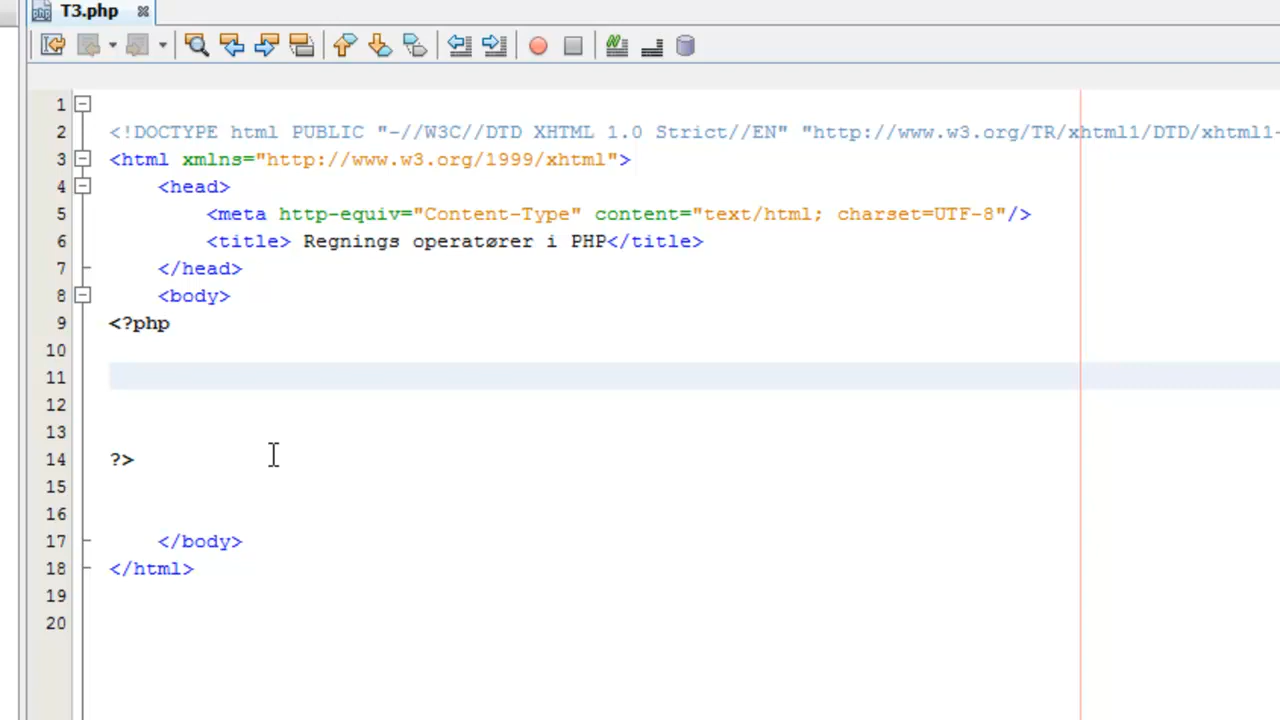 T3.php
1
2 <!DOCTYPE html PUBLIC "-//W3C//DTD XHTML 1.0 Strict//EN" "http://www.w3.org/TR/xhtml1/DTD/xhtml1-
3 <html xmlns="http://www.w3.org/1999/xhtml">
4 <head>
5 <meta http-equiv="Content-Type" content="text/html; charset=UTF-8"/>
6 <title> Regnings operatører i PHP</title>
7 </head>
8 <body>
9 <?php
10
11
12
13
14 ?>
15
16
17 </body>
18 </html>
19
20